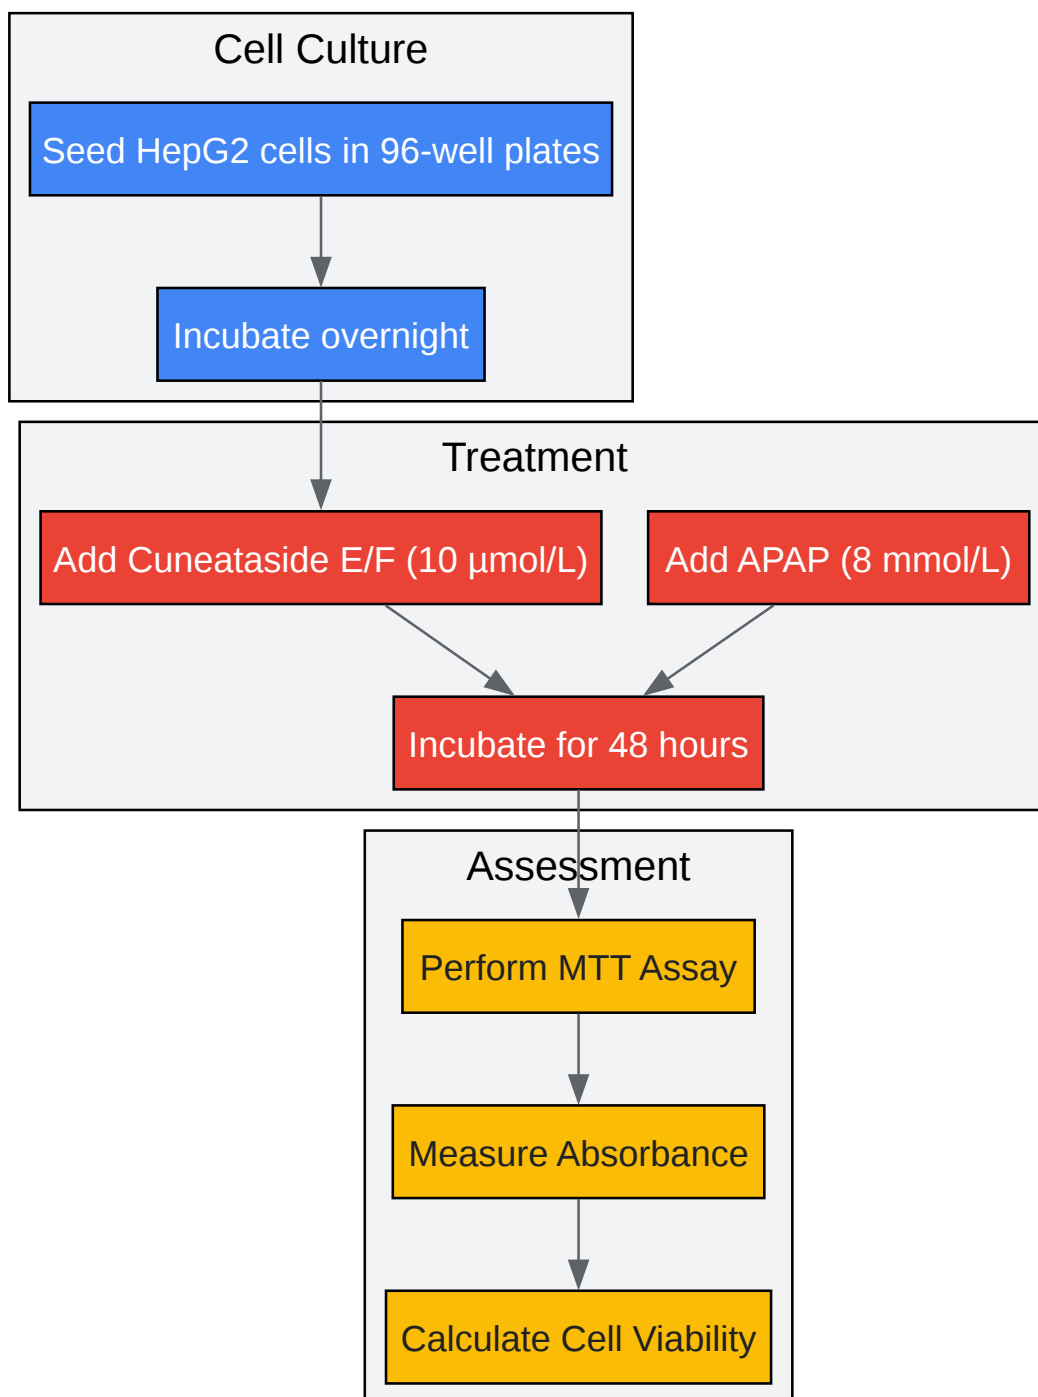 Cell Culture
Seed HepG2 cells in 96-well plates
Incubate overnight
Treatment
Add Cuneataside E/F (10 µmol/L)
Add APAP (8 mmol/L)
Incubate for 48 hours
Assessment
Perform MTT Assay
Measure Absorbance
Calculate Cell Viability